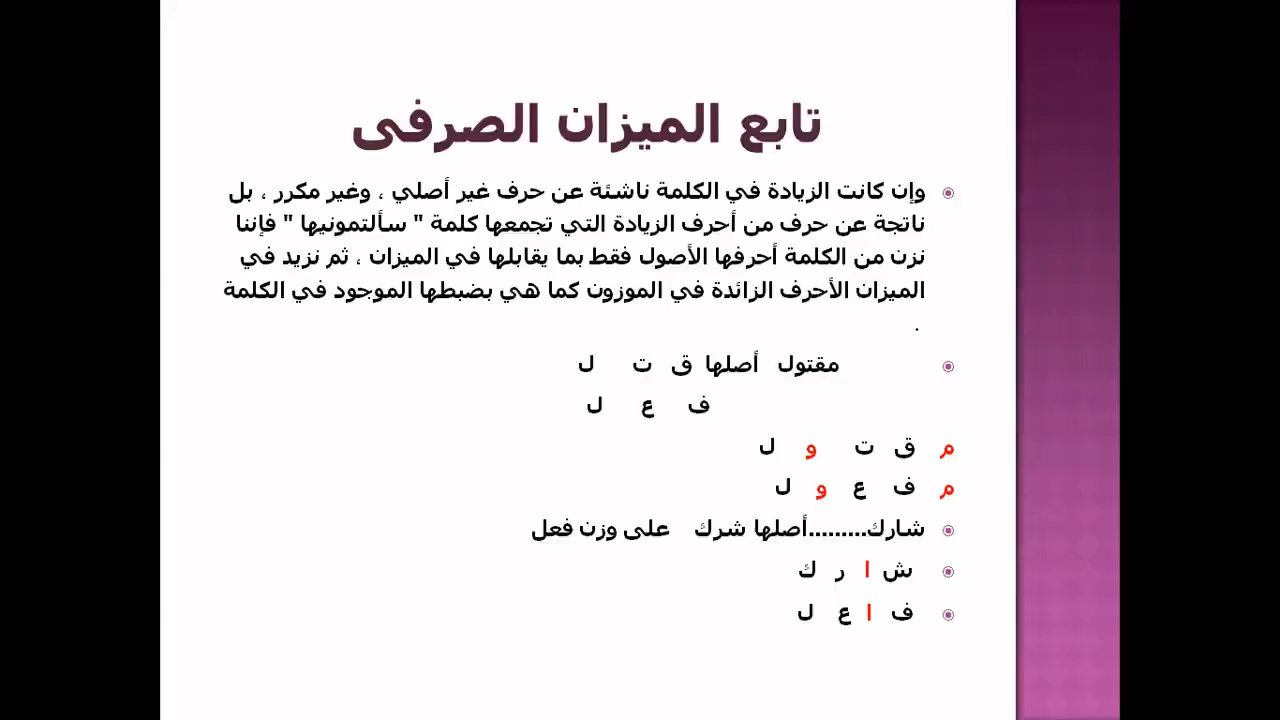 تابع الميزان الصرفى
وإن كانت الزيادة في الكلمة ناشئة عن حرف غير أصلي ، وغير مكرر ، بل
ناتجة عن حرف من أحرف الزيادة التي تجمعها كلمة " سألتمونيها " فإننا
نزن من الكلمة أحرفها الأصول فقط بما يقابلها في الميزان ، ثم نزيد في
الميزان الأحرف الزائدة في الموزون كما هي بضبطها الموجود في الكلمة
.
مقتول أصلها ق ت ل
ف ع ل
م ق ت و ل
م ف ع و ل
شارك.........أصلها شرك على وزن فعل
ش ا ر ك
ف ا ع ل